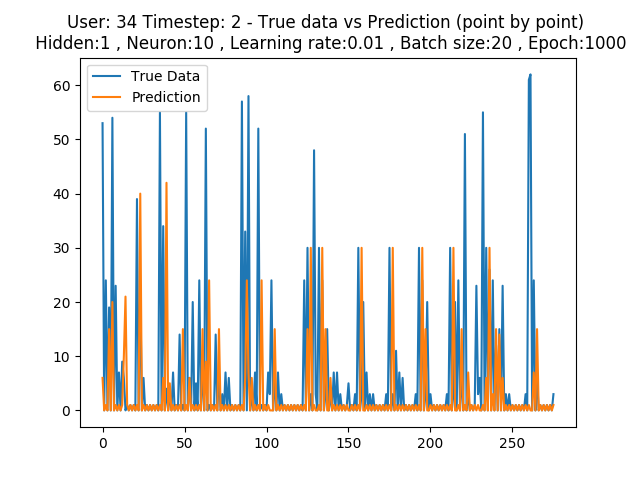 User: 34 Timestep: 2 - True data vs Prediction (point by point)
Hidden:1 , Neuron:10 , Learning rate:0.01 , Batch size:20 , Epoch:1000
True Data
Prediction
60
50
40
30
20
10
0
0 50 100 150 200 250